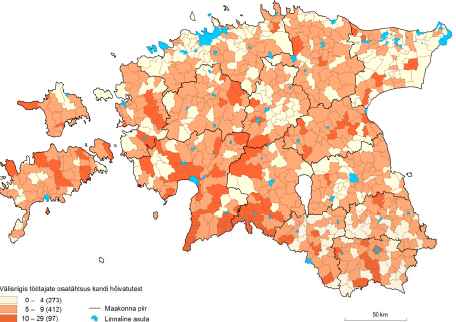 Välisriigis töötajate osatähtsus kandi hõivatutest
0 – 4 (273)
5 – 9 (412)
10 – 29 (97)
Maakonna piir
Linnaline asula
50 km